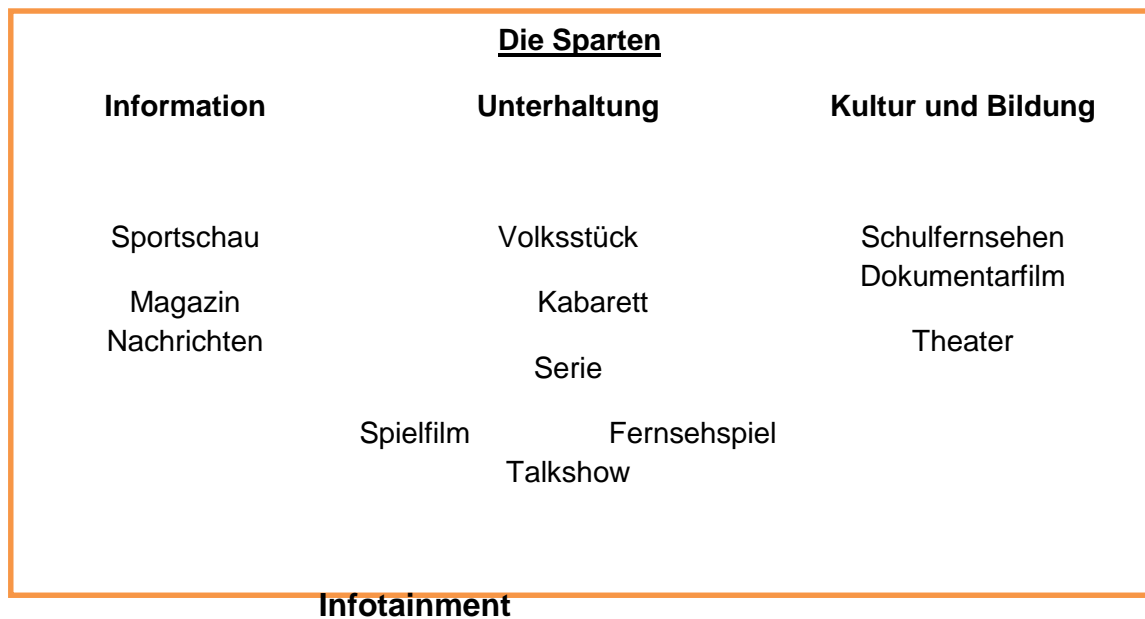 Die Sparten
Information Unterhaltung Kultur und Bildung
Sportschau Volksstück Schulfernsehen
Dokumentarfilm
Magazin Kabarett
Nachrichten Theater
Serie
Spielfilm Fernsehspiel
Talkshow
Infotainment